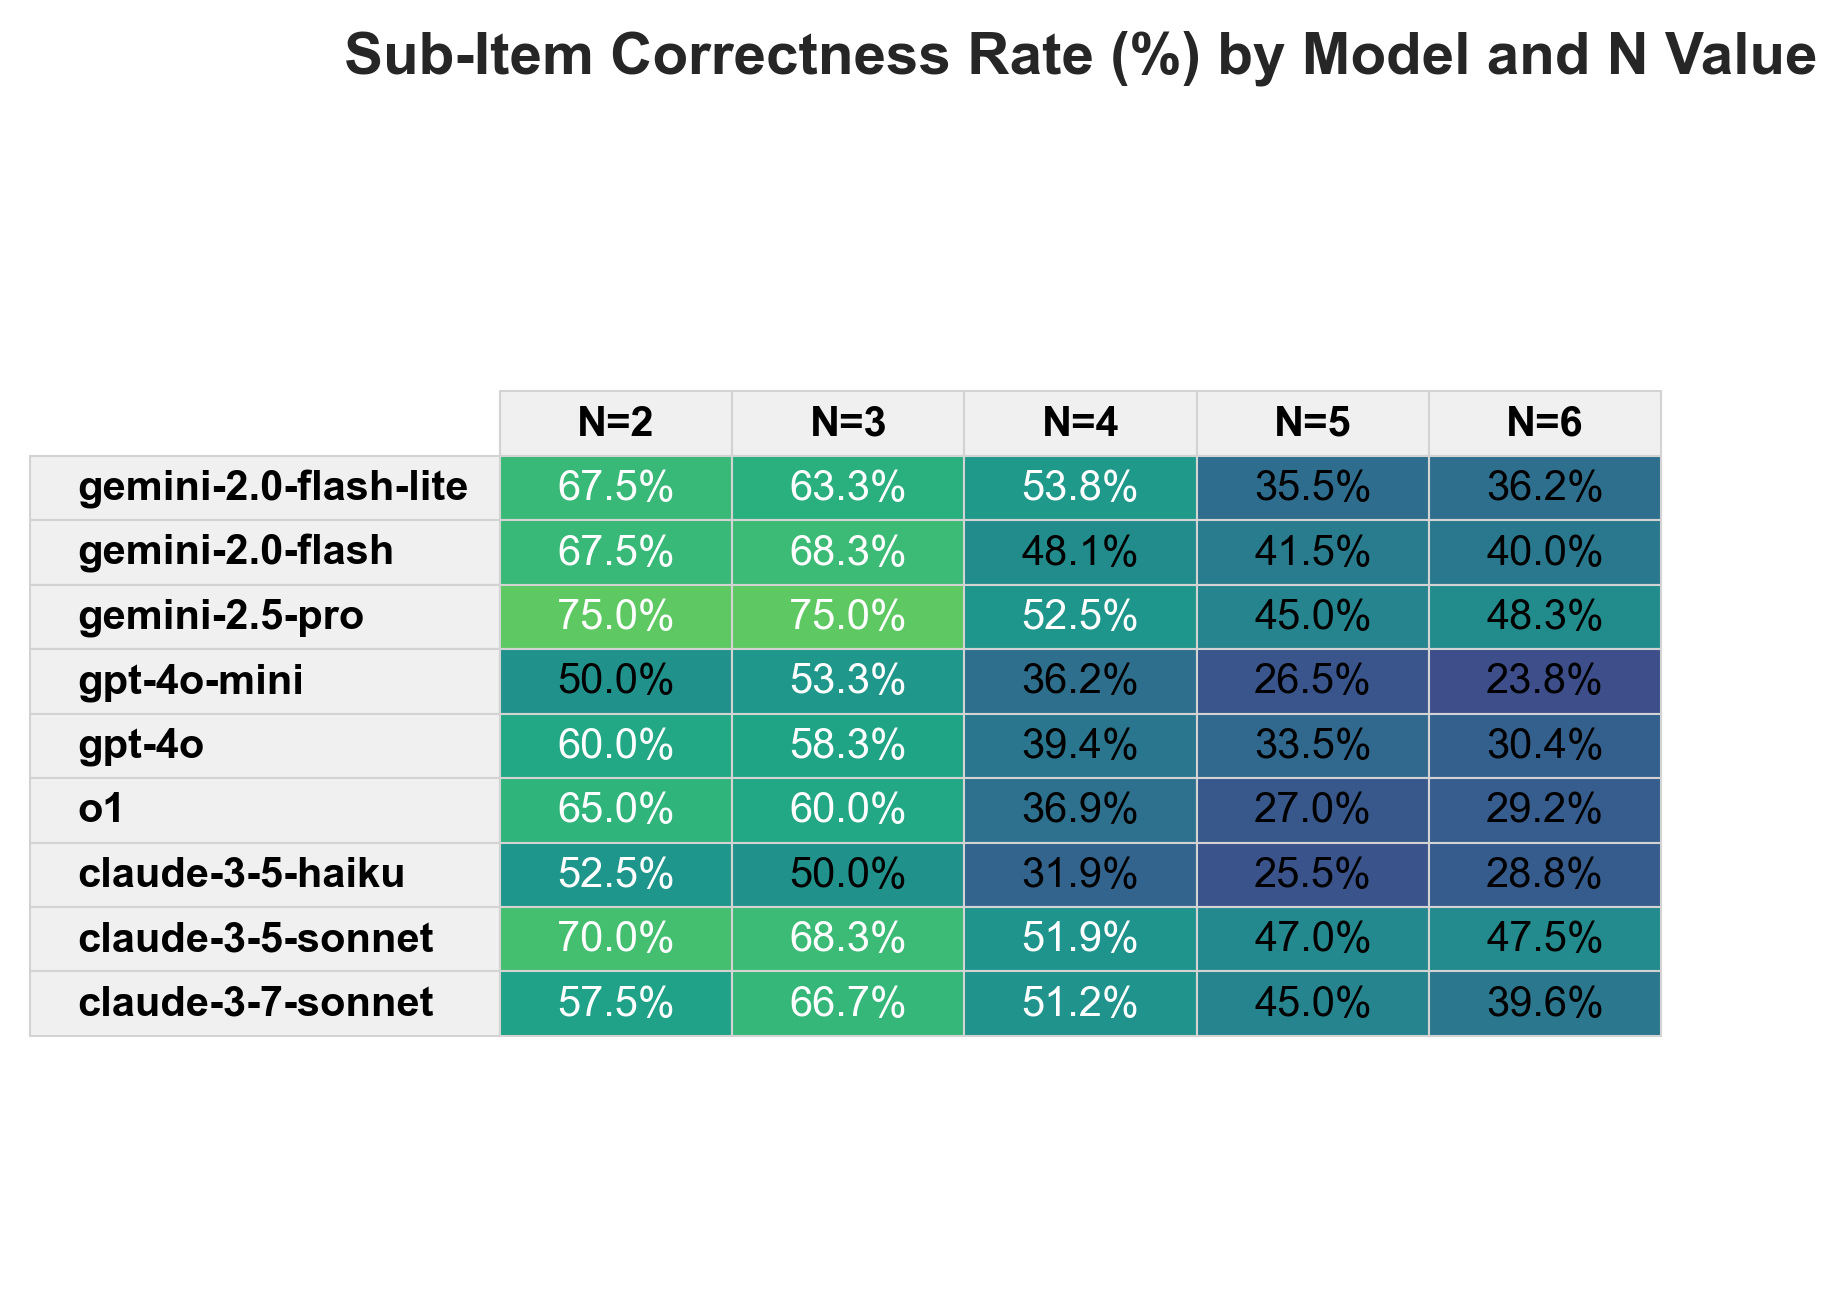 Sub-Item Correctness Rate (%) by Model and N Value
N=2 N=3 N=4 N=5 N=6
gemini-2.0-flash-lite 67.5% 63.3% 53.8% 35.5% 36.2%
gemini-2.0-flash 67.5% 68.3% 48.1% 41.5% 40.0%
gemini-2.5-pro 75.0% 75.0% 52.5% 45.0% 48.3%
gpt-4o-mini 50.0% 53.3% 36.2% 26.5% 23.8%
gpt-4o 60.0% 58.3% 39.4% 33.5% 30.4%
o1 65.0% 60.0% 36.9% 27.0% 29.2%
claude-3-5-haiku 52.5% 50.0% 31.9% 25.5% 28.8%
claude-3-5-sonnet 70.0% 68.3% 51.9% 47.0% 47.5%
claude-3-7-sonnet 57.5% 66.7% 51.2% 45.0% 39.6%